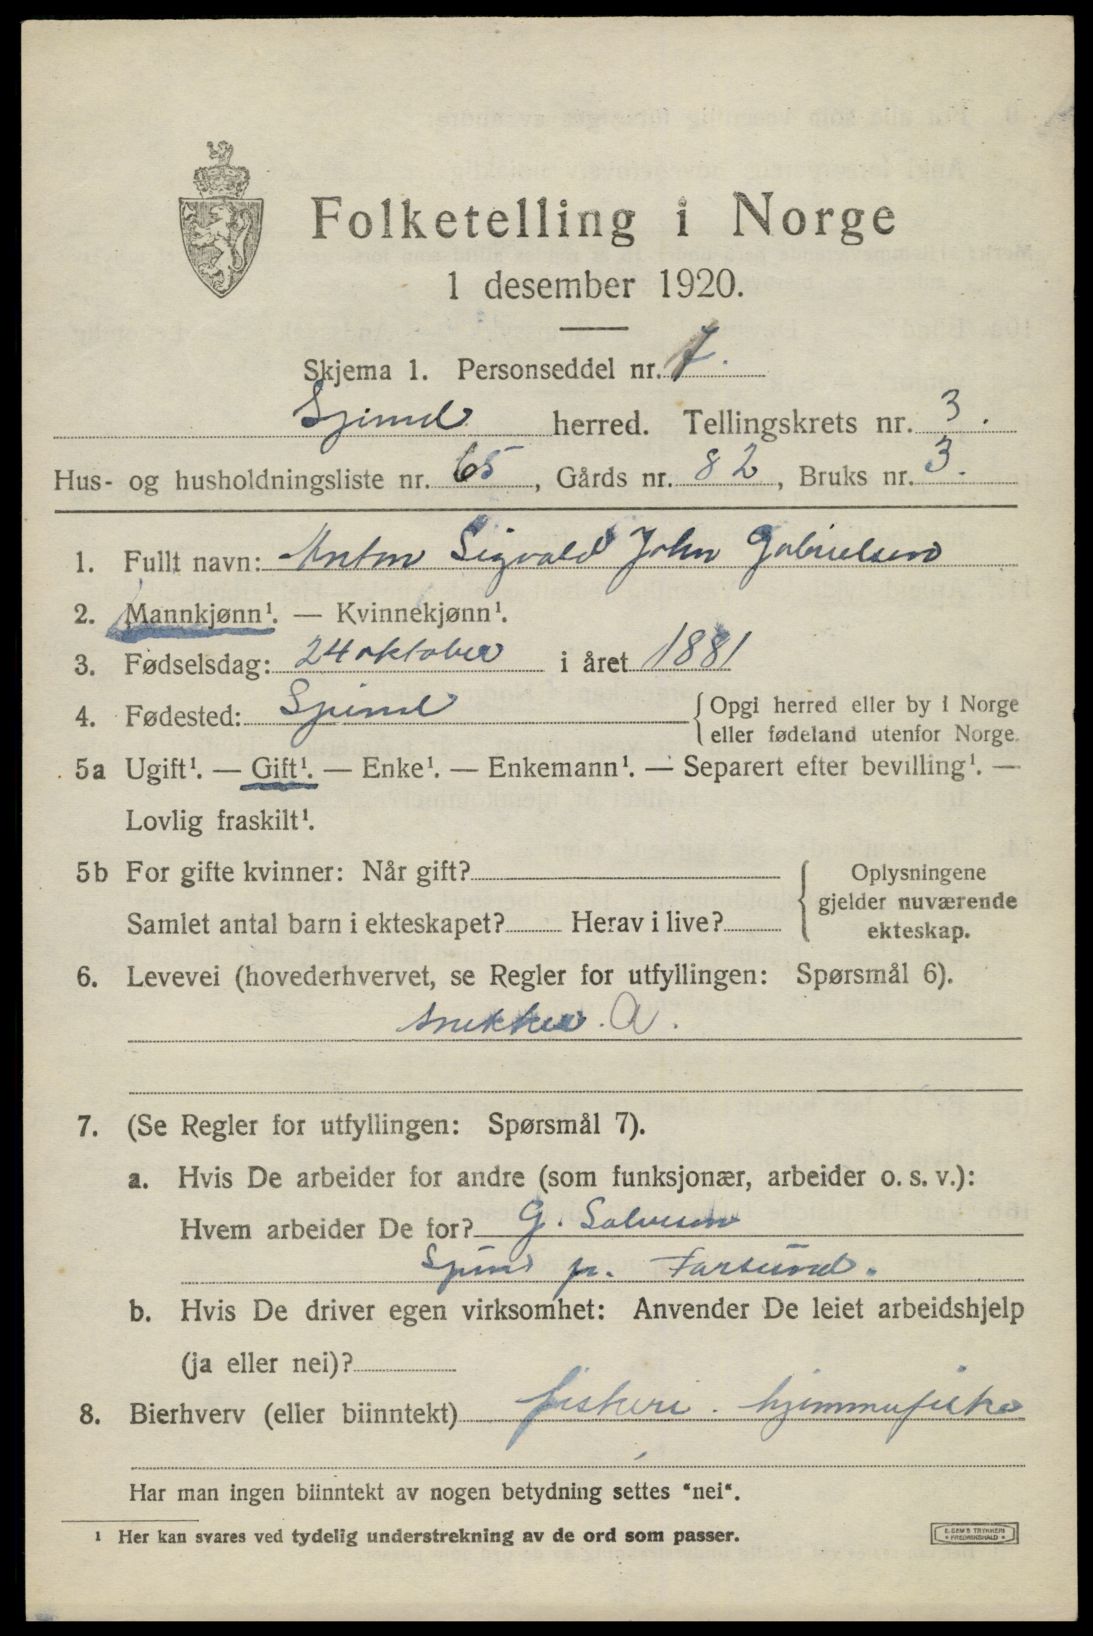 Folketelling i Norge
1 desember 1920.
Skjema 1. Personseddel nr. 7.
Spind herred. Tellingskrets nr. 3.
Hus- og husholdningsliste nr. 65, Gårds nr. 82, Bruks nr. 3.
1. Fullt navn: Anton Sigvald John Gabrielsen
2. Mannkjønn¹. — Kvinnekjønn¹.
3. Fødselsdag: 24 oktober i året 1881
4. Fødested: Spind { Opgi herred eller by i Norge
eller fødeland utenfor Norge.
5a Ugift¹. — Gift¹. — Enke¹. — Enkemann¹. — Separert efter bevilling¹. —
Lovlig fraskilt¹.
5b For gifte kvinner: Når gift?
Samlet antal barn i ekteskapet? Herav i live?
Oplysningene
gjelder nuværende
ekteskap.
6. Levevei (hovederhvervet, se Regler for utfyllingen: Spørsmål 6).
snekker. A.
7. (Se Regler for utfyllingen: Spørsmål 7).
a. Hvis De arbeider for andre (som funksjonær, arbeider o. s. v.):
Hvem arbeider De for? G. Salvesen
Spind pr. Farsund.
b. Hvis De driver egen virksomhet: Anvender De leiet arbeidshjelp
(ja eller nei)?
8. Bierhverv (eller biinntekt) fiskeri. hjemmefiske
Har man ingen biinntekt av nogen betydning settes "nei".
¹ Her kan svares ved tydelig understrekning av de ord som passer.
E. SEM'S TRYKKERI
FREDRIKSHALD